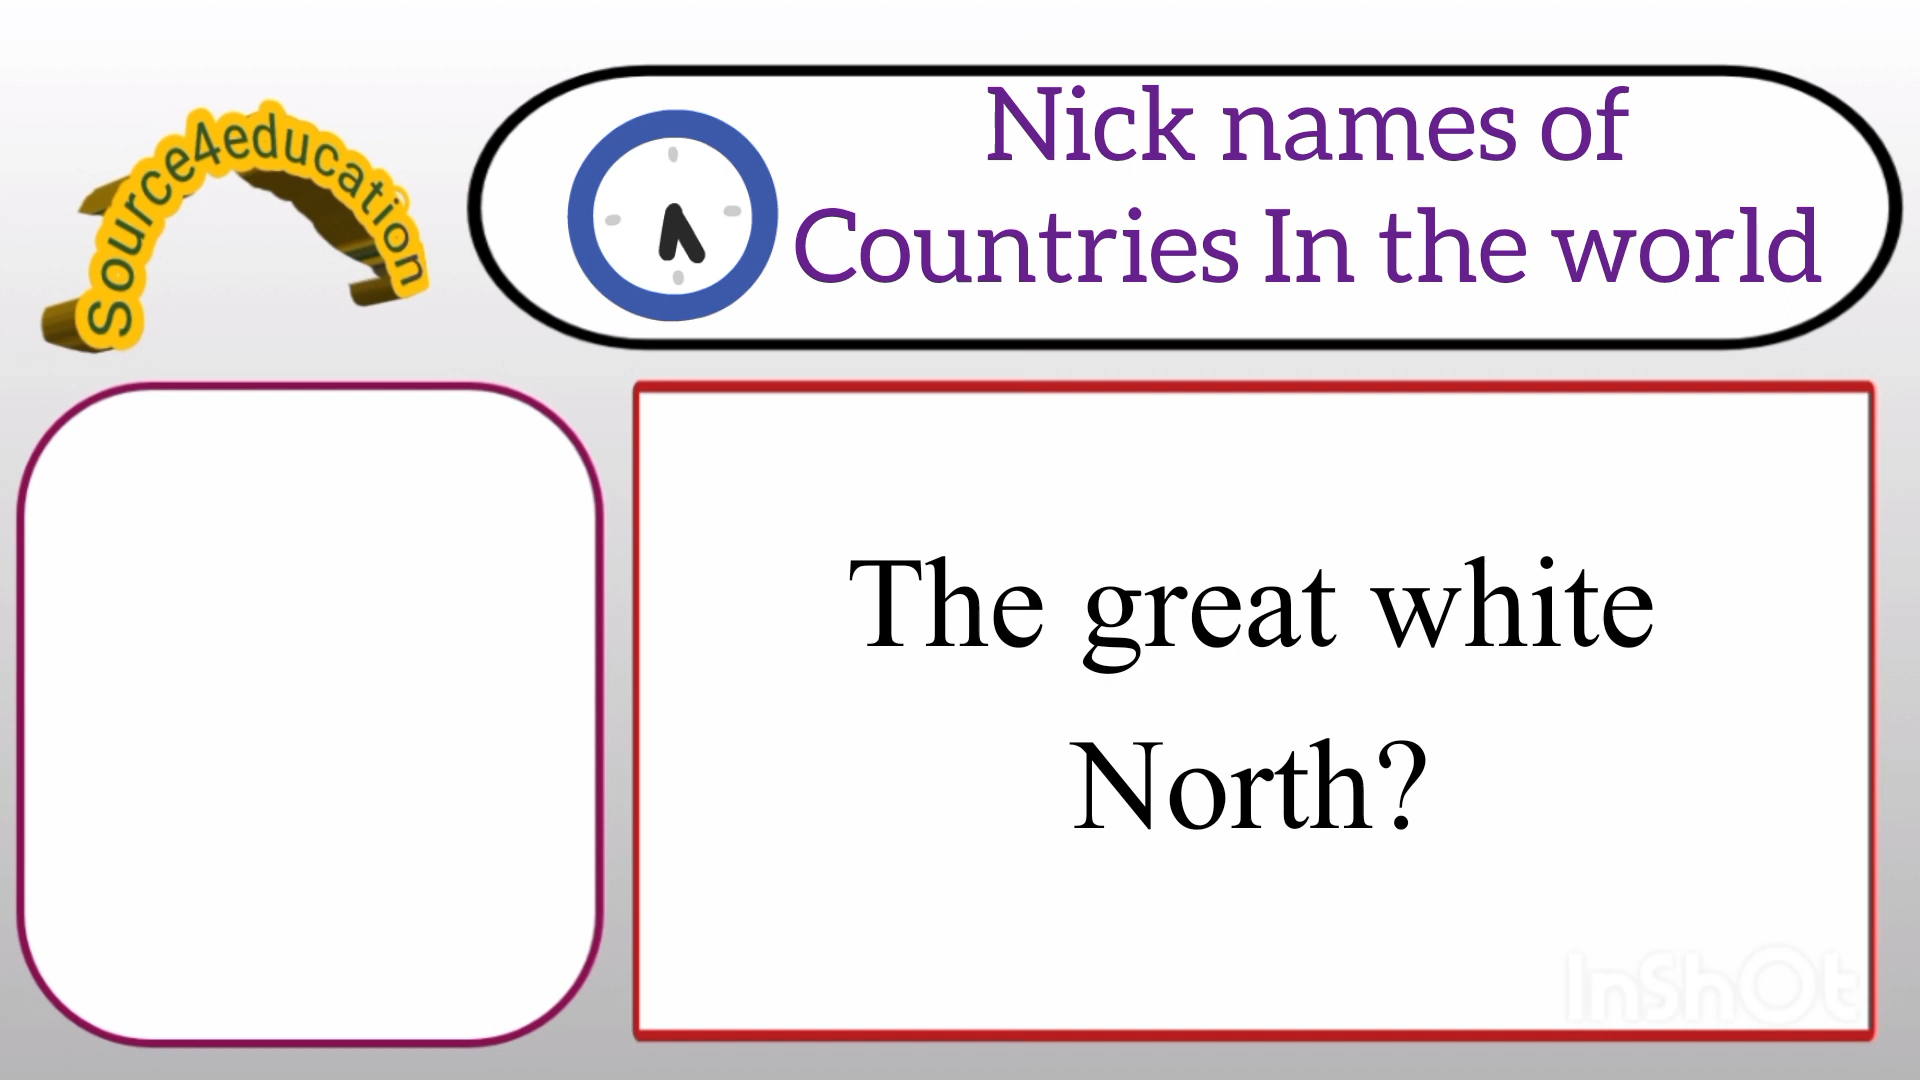 Source4education
Nick names of
Countries In the world
The great white
North?
InShOt